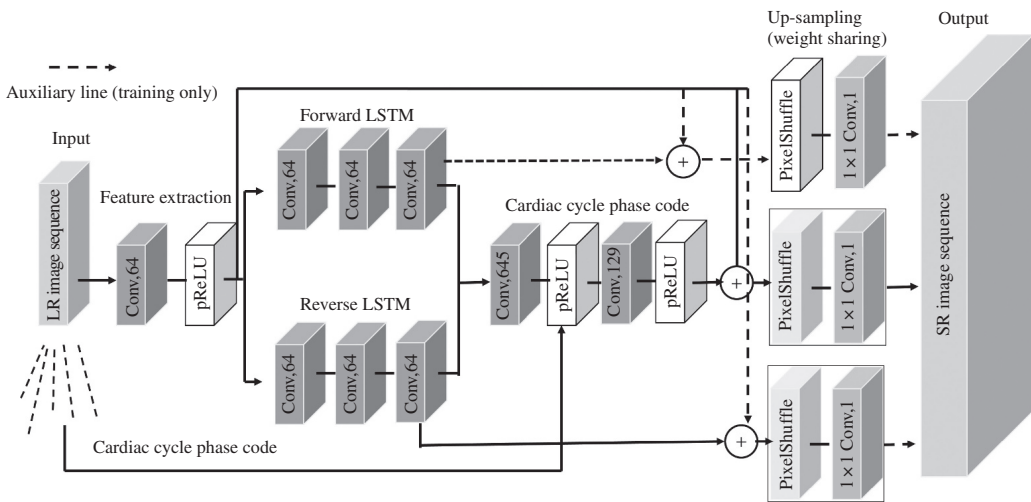 Up-sampling
(weight sharing)
Output
Auxiliary line (training only)
Input
Forward LSTM
Feature extraction
LR image sequence
Conv,64
pReLU
Conv,64
Conv,64
Conv,64
Reverse LSTM
Conv,64
Conv,64
Conv,64
Cardiac cycle phase code
Conv,645
pReLU
Conv,129
pReLU
+
+
+
PixelShuffle
1 × 1 Conv,1
PixelShuffle
1 × 1 Conv,1
PixelShuffle
1 × 1 Conv,1
SR image sequence
Cardiac cycle phase code